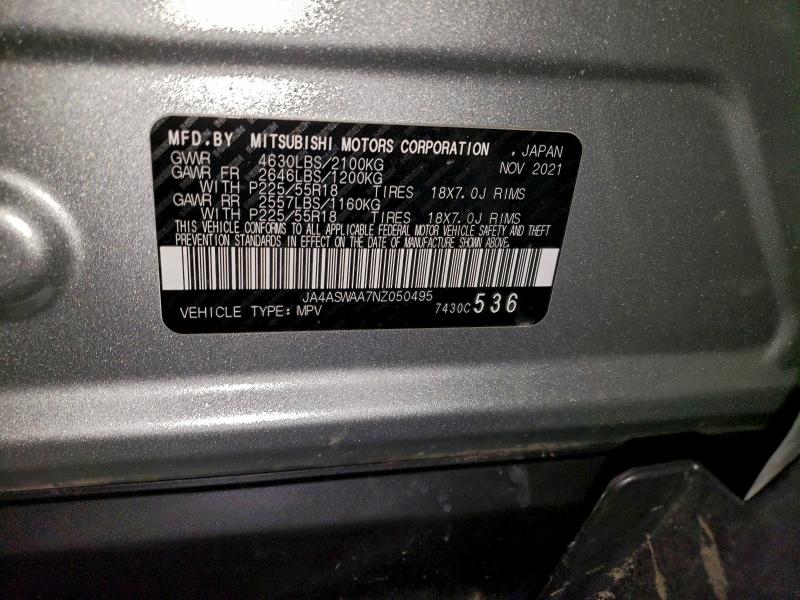 MFD.BY MITSUBISHI MOTORS CORPORATION , JAPAN
NOV 2021
GWR 4630LBS/2100KG
GAWR FR 2646LBS/1200KG
WITH P225/55R18 TIRES 18X7.0J RIMS
GAWR RR 2557LBS/1160KG
WITH P225/55R18 TIRES 18X7.0J RIMS
THIS VEHICLE CONFORMS TO ALL APPLICABLE FEDERAL MOTOR VEHICLE SAFETY AND THEFT
PREVENTION STANDARDS IN EFFECT ON THE DATE OF MANUFACTURE SHOWN ABOVE.
JA4ASWAA7NZ050495
VEHICLE TYPE: MPV 7430C 536